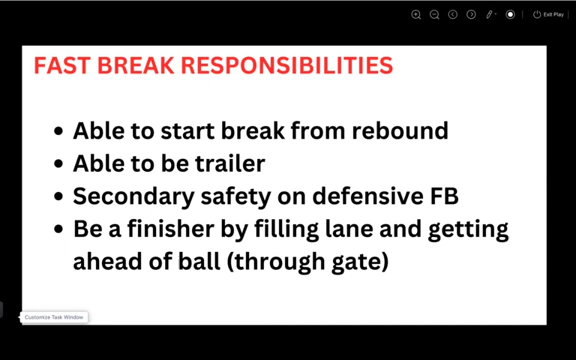 Exit Play
FAST BREAK RESPONSIBILITIES
• Able to start break from rebound
• Able to be trailer
• Secondary safety on defensive FB
• Be a finisher by filling lane and getting
ahead of ball (through gate)
Customize Task Window